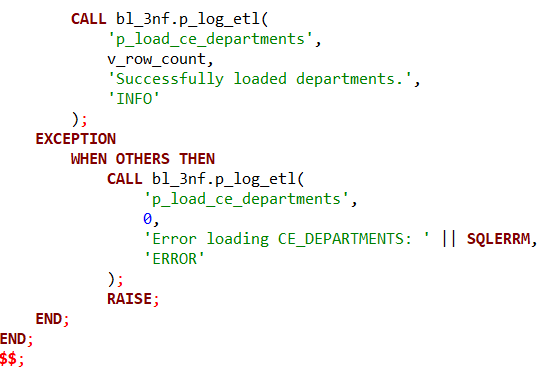 CALL bl_3nf.p_log_etl(
'p_load_ce_departments',
v_row_count,
'Successfully loaded departments.',
'INFO'
);
EXCEPTION
WHEN OTHERS THEN
CALL bl_3nf.p_log_etl(
'p_load_ce_departments',
0,
'Error loading CE_DEPARTMENTS: ' || SQLERRM,
'ERROR'
);
RAISE;
END;
END;
$$;